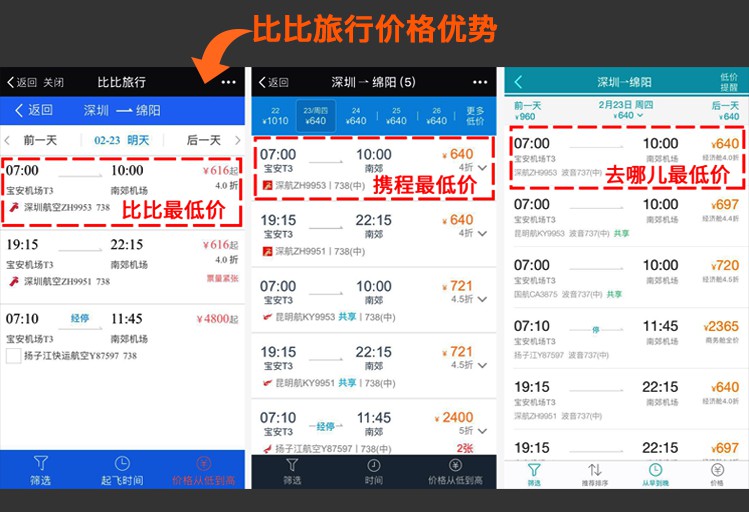 比比旅行价格优势
返回 关闭 比比旅行
返回 深圳 绵阳
前一天 02-23 明天 后一天
07:00 10:00 ¥616起
宝安机场T3 南郊机场 4.0 折
深圳航空ZH9953 738
比比最低价
19:15 22:15 ¥616起
宝安机场T3 南郊机场 4.0 折
深圳航空ZH9951 738 票量紧张
07:10 经停 11:45 ¥4800起
宝安机场T3 南郊机场
扬子江快运航空Y87597 738
筛选 起飞时间 价格从低到高
返回 深圳 绵阳 (5)
22 23/周四 24 25 26 更多
¥1010 ¥640 ¥640 ¥640 ¥640 低价
07:00 10:00 ¥640
宝安T3 南郊 4折
深航ZH9953 | 738(中)
携程最低价
19:15 22:15 ¥640
宝安T3 南郊 4折
深航ZH9951 | 738(中)
07:00 10:00 ¥721
宝安T3 南郊 4.5折
昆明航KY9953 共享 | 738(中)
19:15 22:15 ¥721
宝安T3 南郊 4.5折
昆明航KY9951 共享 | 738(中)
07:10 经停 11:45 ¥2400
宝安T3 南郊 5折
扬子江航空Y87597 | 738(中) 2张
筛选 时间 价格从低到高
深圳 绵阳 低价
提醒
前一天 2月23日 周四 后一天
¥960 ¥640 ¥640
07:00 10:00 ¥640
宝安机场T3 南郊机场 经济舱4.0折
深航ZH9953 波音737(中)
去哪儿最低价
07:00 10:00 ¥697
宝安机场T3 南郊机场 经济舱4.4折
昆明航KY9953 波音737(中) 共享
07:00 10:00 ¥720
宝安机场T3 南郊机场 经济舱4.5折
国航CA3875 波音737(中) 共享
07:10 停 11:45 ¥2365
宝安机场T3 南郊机场 商务舱全价
扬子江Y87597 波音737(中)
19:15 22:15 ¥640
宝安机场T3 南郊机场 经济舱4.0折
深航ZH9951 波音737(中)
19:15 22:15 ¥697
宝安机场T3 南郊机场 经济舱4.4折
筛选 推荐排序 从早到晚 价格